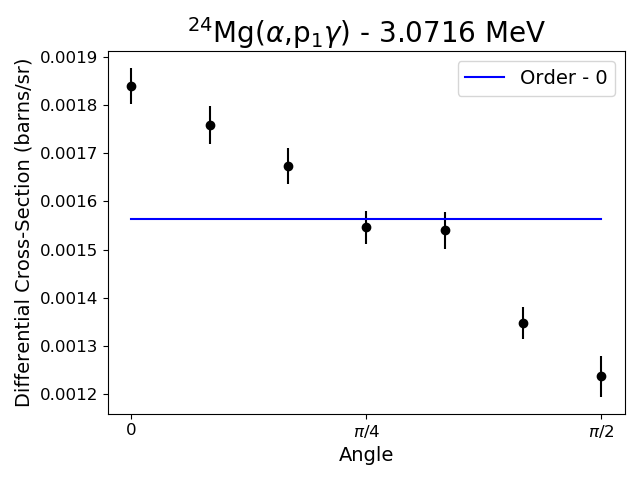 ²⁴Mg(α,p₁γ) - 3.0716 MeV
Order - 0
Differential Cross-Section (barns/sr)
0.0019
0.0018
0.0017
0.0016
0.0015
0.0014
0.0013
0.0012
0 π/4 π/2
Angle